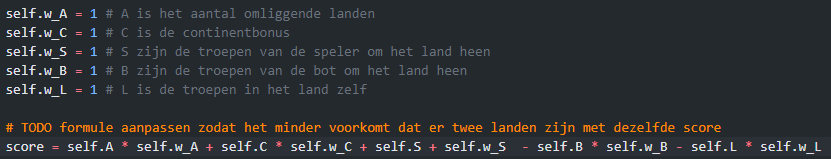 self.w_A = 1 # A is het aantal omliggende landen
self.w_C = 1 # C is de continentbonus
self.w_S = 1 # S zijn de troepen van de speler om het land heen
self.w_B = 1 # B zijn de troepen van de bot om het land heen
self.w_L = 1 # L is de troepen in het land zelf
# TODO formule aanpassen zodat het minder voorkomt dat er twee landen zijn met dezelfde score
score = self.A * self.w_A + self.C * self.w_C + self.S + self.w_S  - self.B * self.w_B - self.L * self.w_L